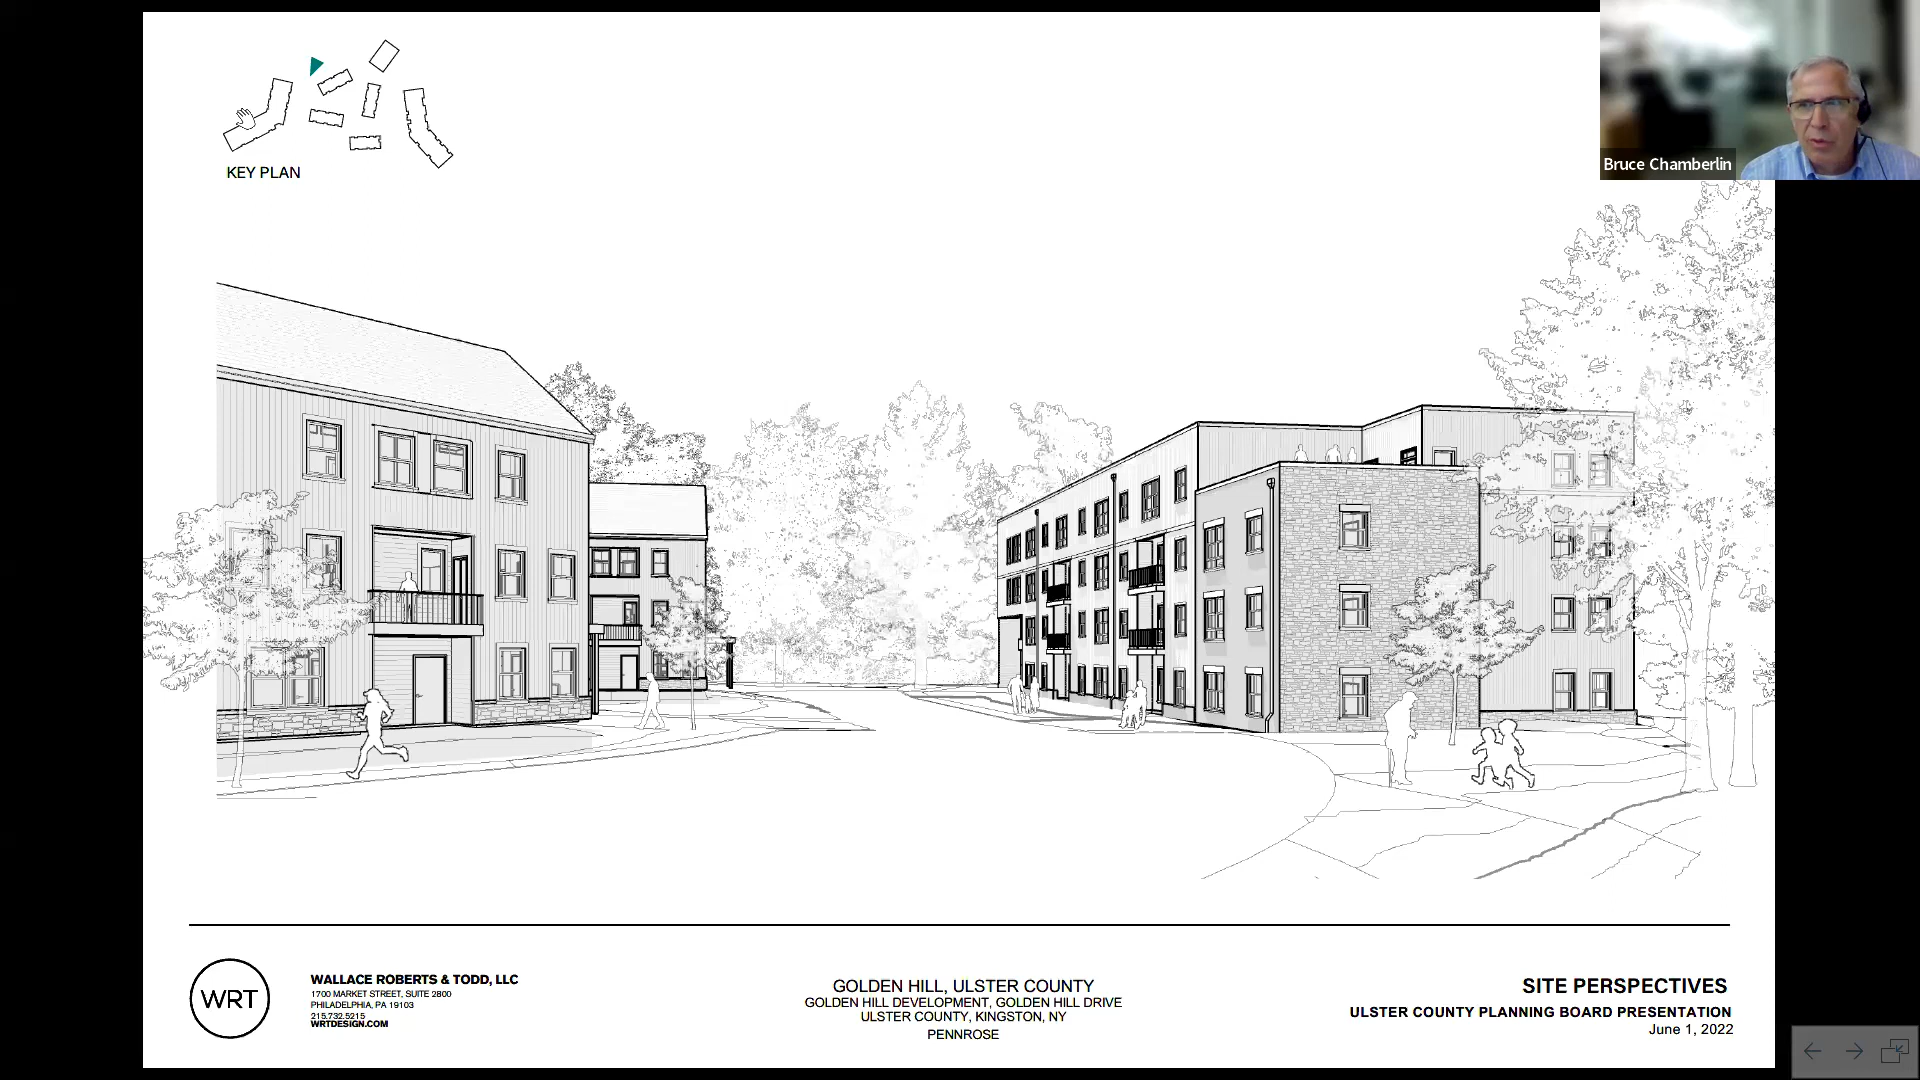 KEY PLAN
Bruce Chamberlin
WRT
WALLACE ROBERTS & TODD, LLC
1700 MARKET STREET, SUITE 2800
PHILADELPHIA, PA 19103
215.732.5215
WRTDESIGN.COM
GOLDEN HILL, ULSTER COUNTY
GOLDEN HILL DEVELOPMENT, GOLDEN HILL DRIVE
ULSTER COUNTY, KINGSTON, NY
PENNROSE
SITE PERSPECTIVES
ULSTER COUNTY PLANNING BOARD PRESENTATION
June 1, 2022